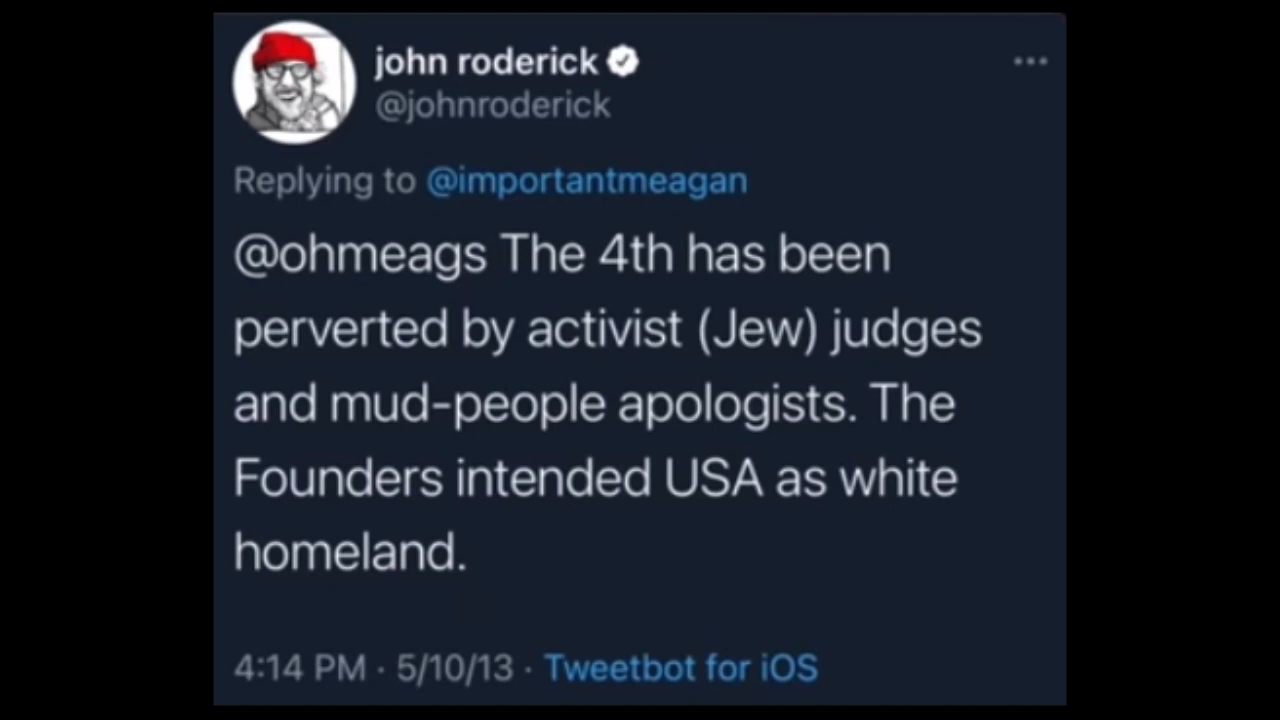 john roderick
@johnroderick
Replying to @importantmeagan
@ohmeags The 4th has been
perverted by activist (Jew) judges
and mud-people apologists. The
Founders intended USA as white
homeland.
4:14 PM · 5/10/13 · Tweetbot for iOS